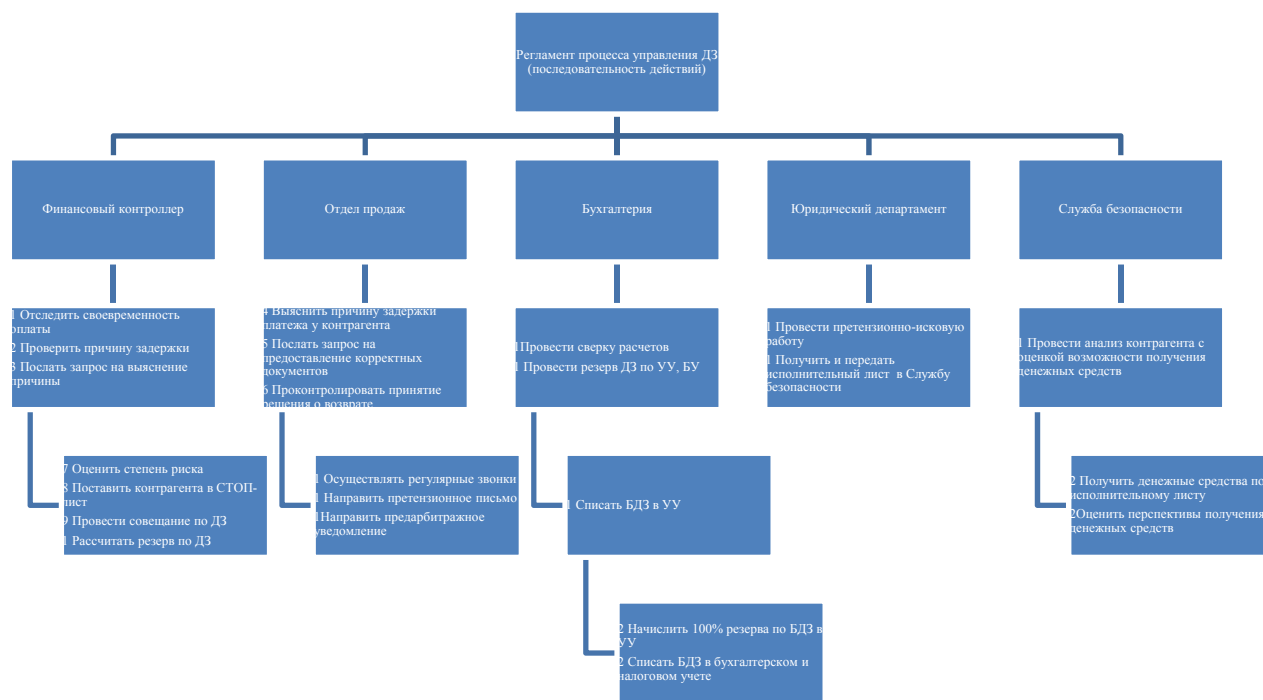 Регламент процесса управления ДЗ
(последовательность действий)
Финансовый контроллер
Отдел продаж
Бухгалтерия
Юридический департамент
Служба безопасности
1 Отследить своевременность
оплаты
2 Проверить причину задержки
3 Послать запрос на выяснение
причины
4 Выяснить причину задержки
платежа у контрагента
5 Послать запрос на
предоставление корректных
документов
6 Проконтролировать принятие
решения о возврате
1Провести сверку расчетов
1 Провести резерв ДЗ по УУ, БУ
1 Провести претензионно-исковую
работу
1 Получить и передать
исполнительный лист в Службу
безопасности
1 Провести анализ контрагента с
оценкой возможности получения
денежных средств
7 Оценить степень риска
8 Поставить контрагента в СТОП-
лист
9 Провести совещание по ДЗ
1 Рассчитать резерв по ДЗ
1 Осуществлять регулярные звонки
1 Направить претензионное письмо
1Направить предарбитражное
уведомление
1 Списать БДЗ в УУ
2 Получить денежные средства по
исполнительному листу
2Оценить перспективы получения
денежных средств
2 Начислить 100% резерва по БДЗ в
УУ
2 Списать БДЗ в бухгалтерском и
налоговом учете